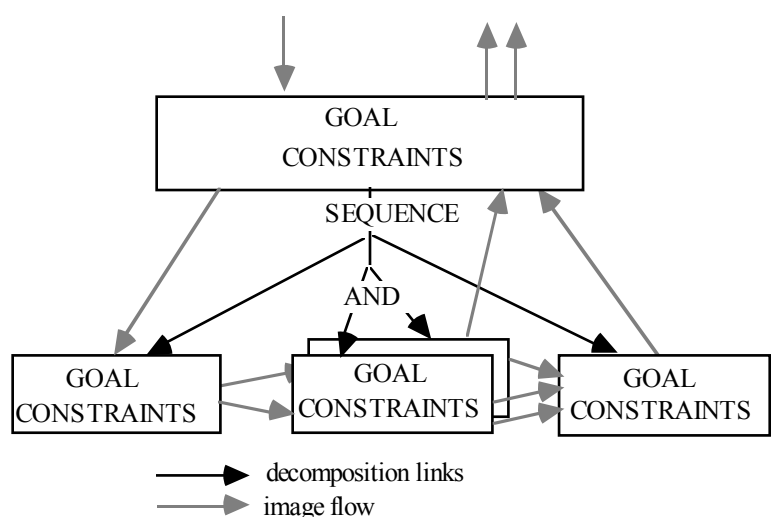 GOAL
CONSTRAINTS
SEQUENCE
AND
GOAL
CONSTRAINTS
GOAL
CONSTRAINTS
GOAL
CONSTRAINTS
decomposition links
image flow